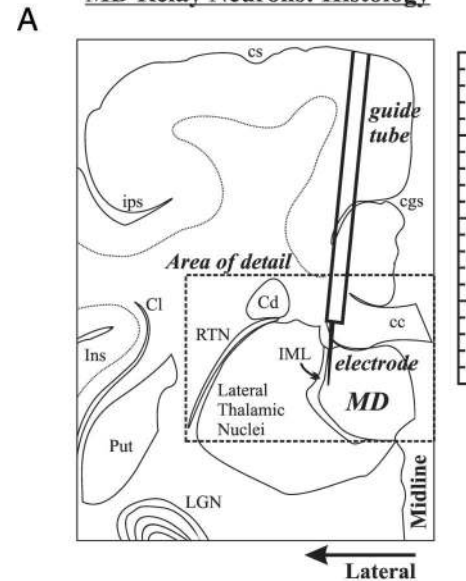 A
MD Relay Neurons: Histology
cs
guide
tube
ips
cgs
Area of detail
Cl
Cd
cc
RTN
Ins
IML
electrode
Lateral
Thalamic
Nuclei
MD
Put
LGN
Midline
Lateral